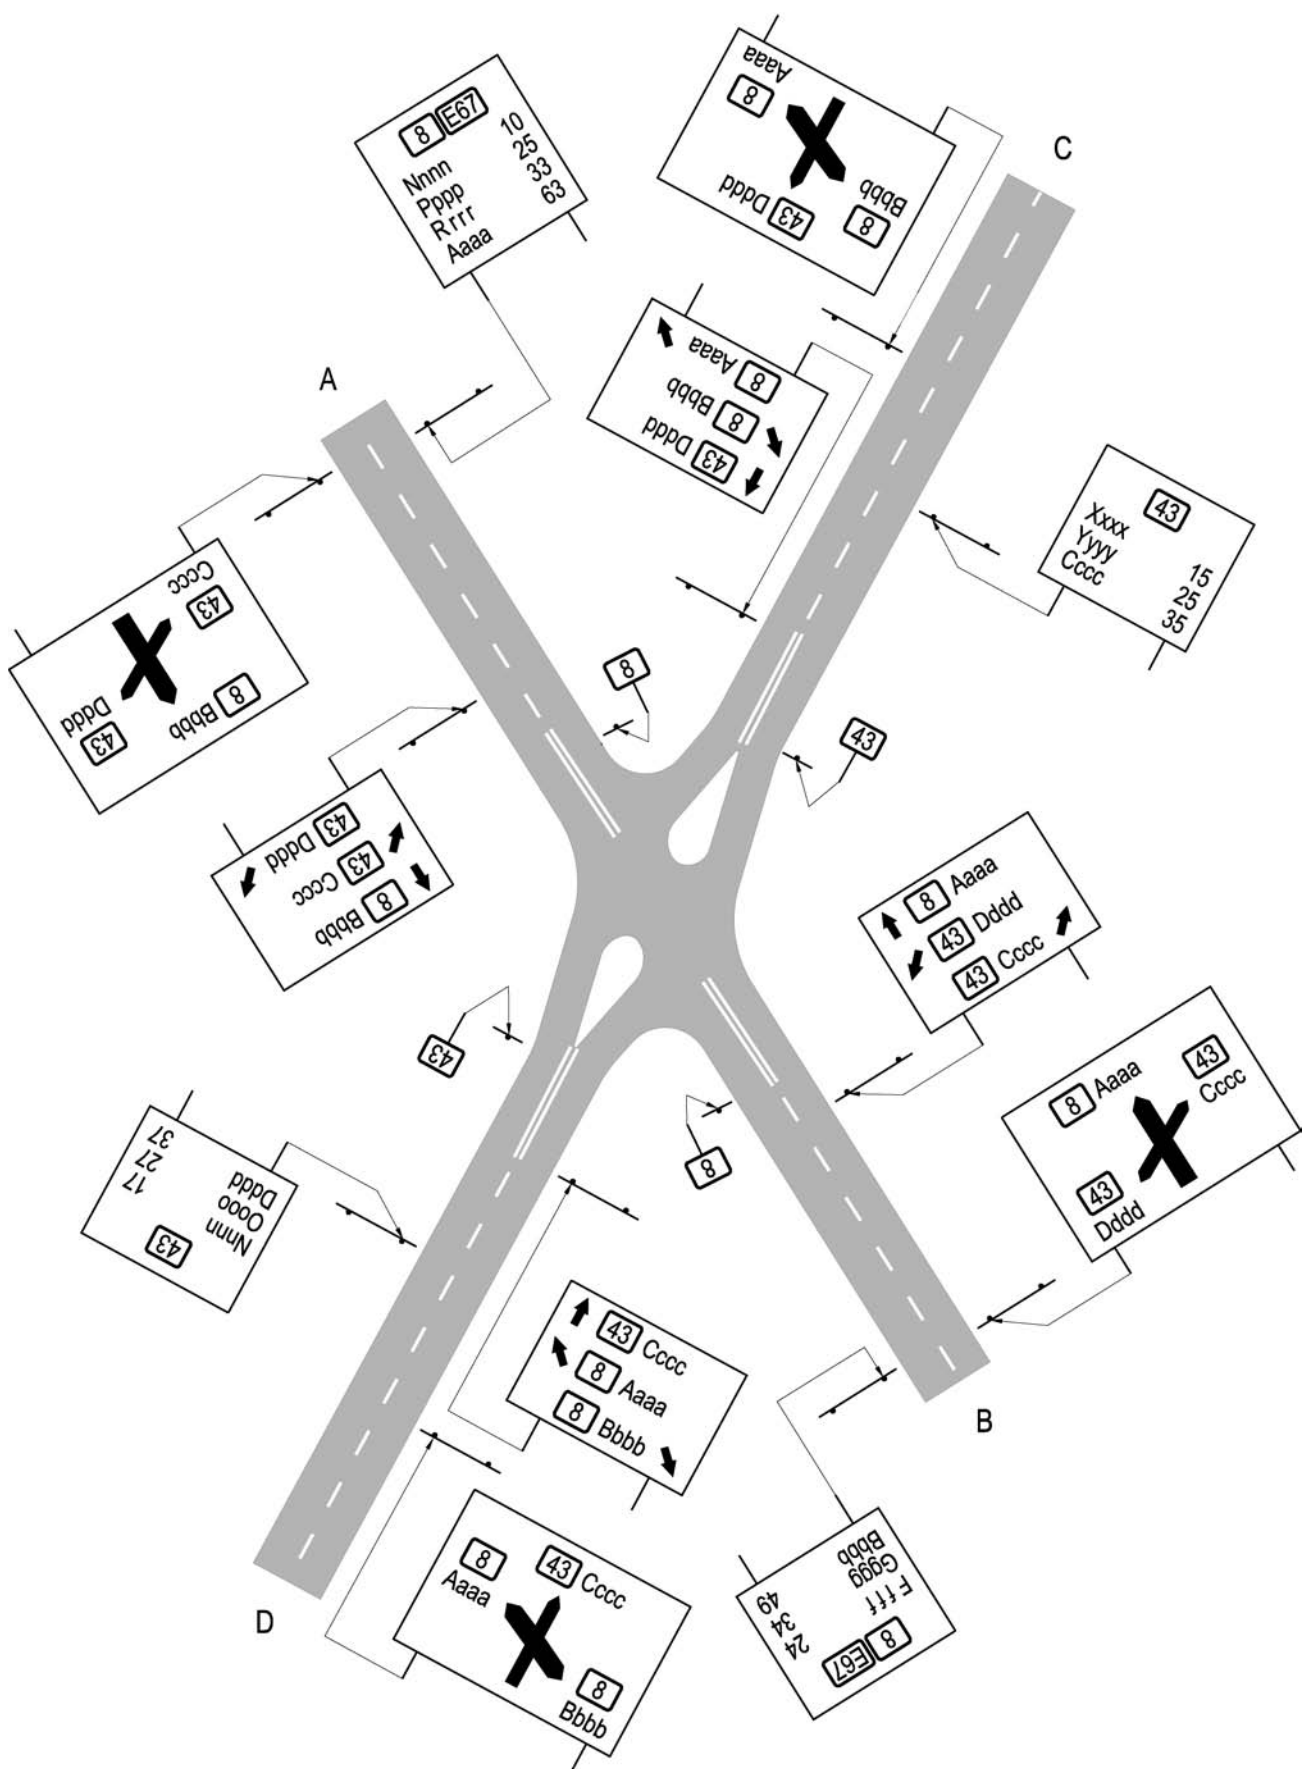 Aaaa
8
43 Dddd
Bbbb
8
8 E67
Nnnn 10
Pppp 25
Rrrr 33
Aaaa 63
C
Aaaa 8
Bbbb 8
Dddd 43
A
43
Xxxx 15
Yyyy 25
Cccc 35
Cccc
43
Dddd
43
Bbbb 8
8
43
Dddd 43
Cccc 43
Bbbb 8
8 Aaaa
43 Dddd
43 Cccc
43
8 Aaaa
43
Cccc
43
Dddd
8
43
Nnnn 17
Oooo 27
Dddd 37
43 Cccc
8 Aaaa
8 Bbbb
B
8
Aaaa
43 Cccc
8
Bbbb
D
8 E67
Ffff 24
Gggg 34
Bbbb 49